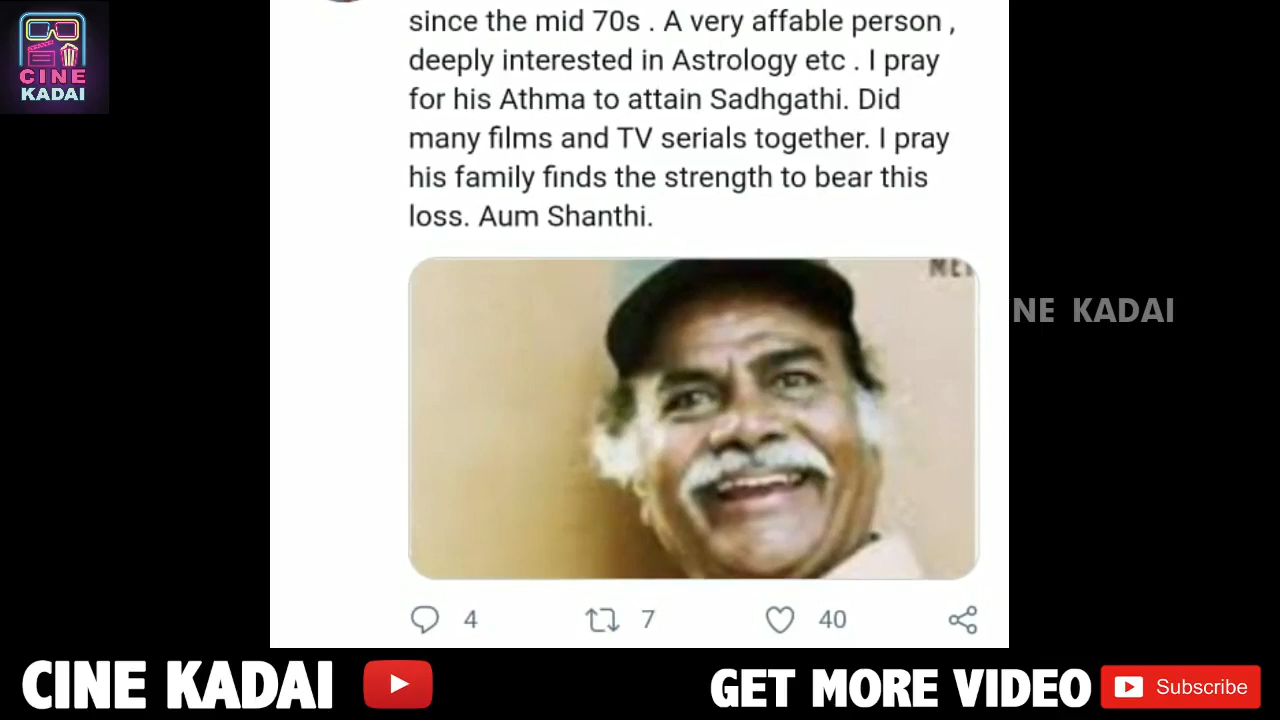 CINE
KADAI
since the mid 70s . A very affable person ,
deeply interested in Astrology etc . I pray
for his Athma to attain Sadhgathi. Did
many films and TV serials together. I pray
his family finds the strength to bear this
loss. Aum Shanthi.
NE KADAI
4 7 40
CINE KADAI
GET MORE VIDEO
Subscribe